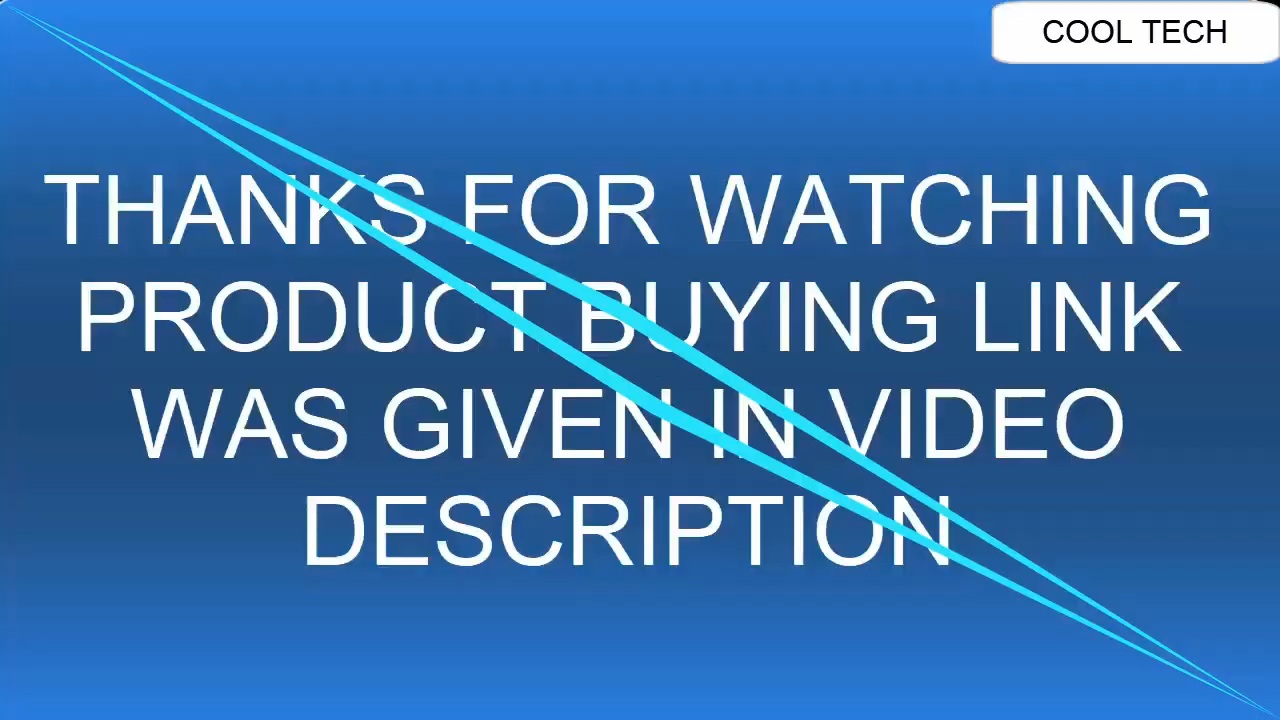 COOL TECH
THANKS FOR WATCHING
PRODUCT BUYING LINK
WAS GIVEN IN VIDEO
DESCRIPTION